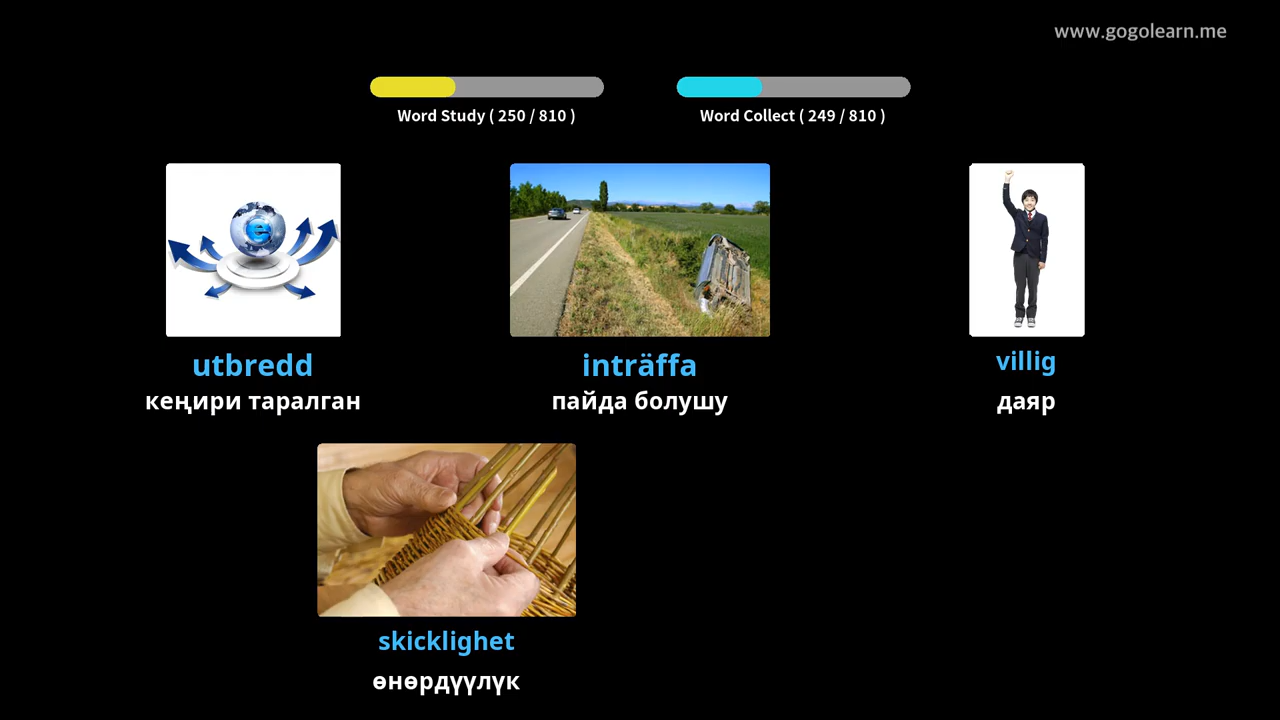 www.gogolearn.me
Word Study ( 250 / 810 )
Word Collect ( 249 / 810 )
e
utbredd
inträffa
villig
кеңири таралган
пайда болушу
даяр
skicklighet
өнөрдүүлүк